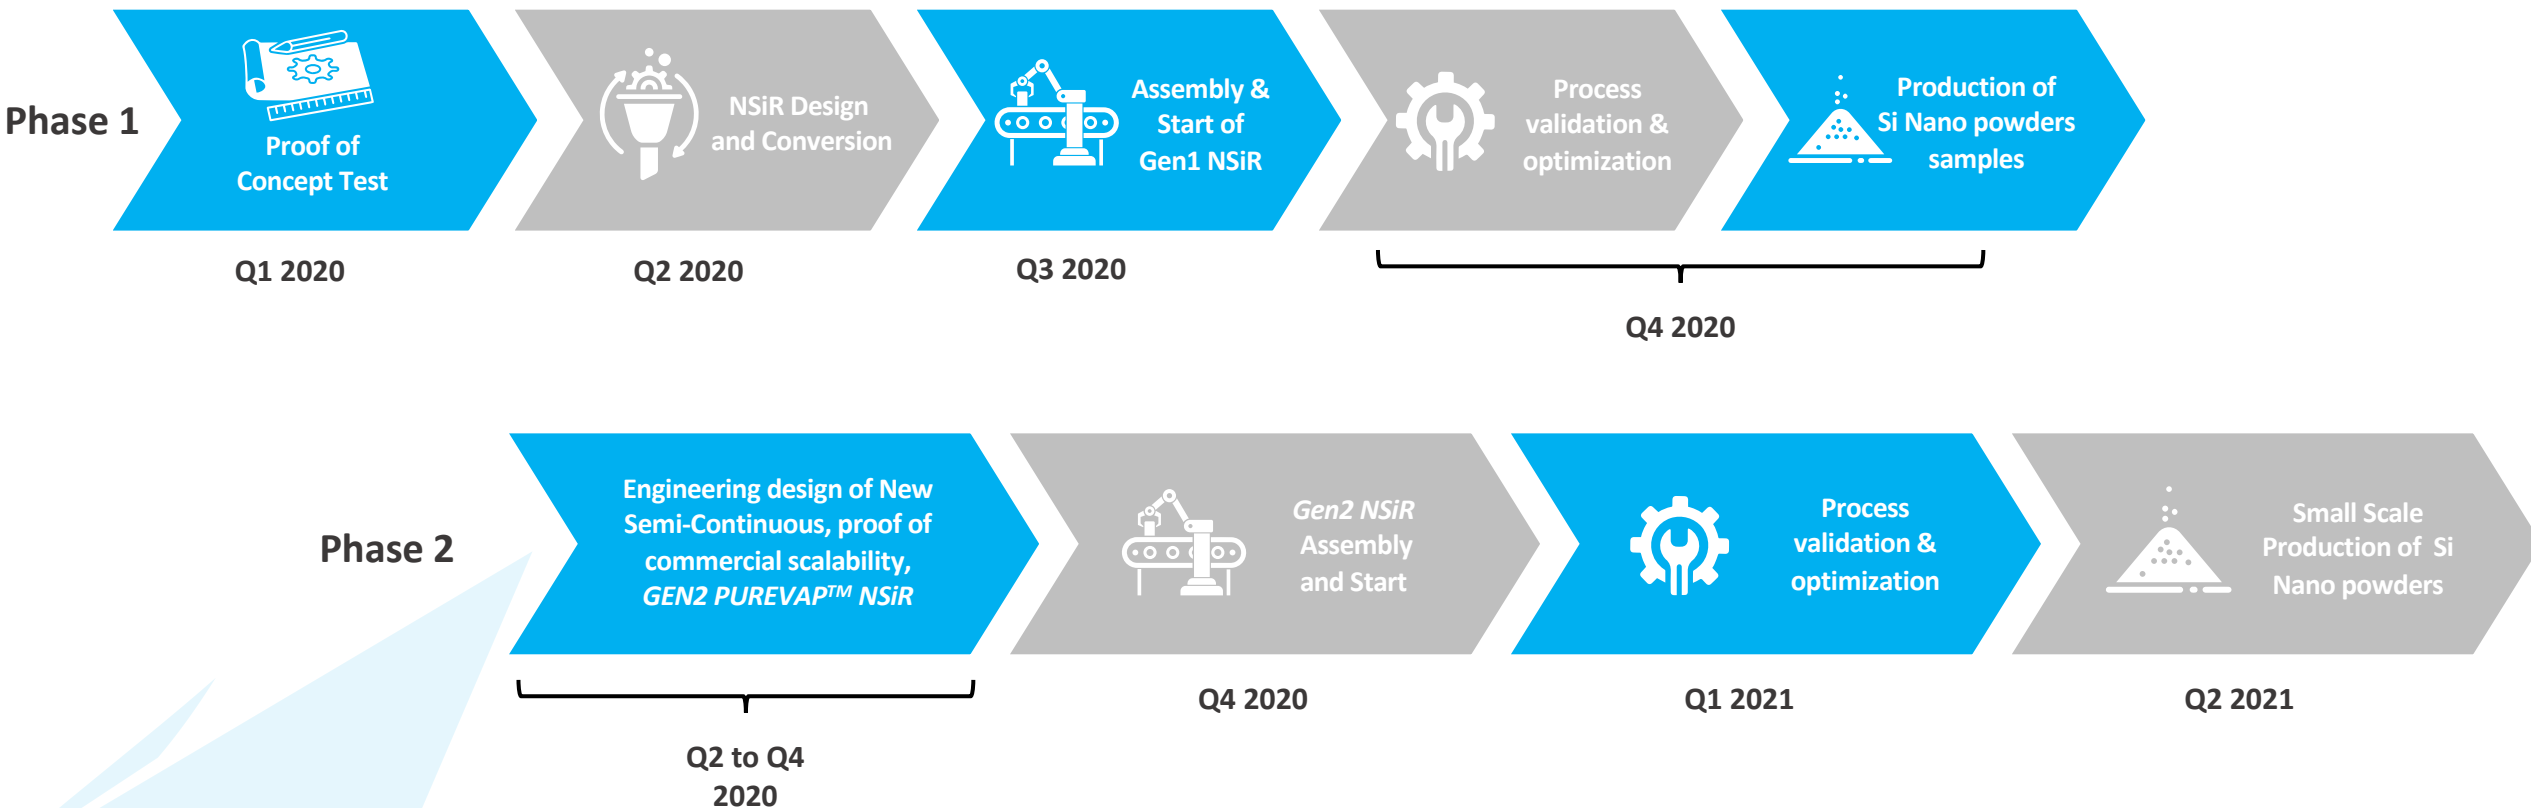 Phase 1
Proof of
Concept Test
NSiR Design
and Conversion
Assembly &
Start of
Gen1 NSiR
Process
validation &
optimization
Production of
Si Nano powders
samples
Q1 2020
Q2 2020
Q3 2020
Q4 2020
Phase 2
Engineering design of New
Semi-Continuous, proof of
commercial scalability,
GEN2 PUREVAP™ NSiR
Gen2 NSiR
Assembly
and Start
Process
validation &
optimization
Small Scale
Production of Si
Nano powders
Q2 to Q4
2020
Q4 2020
Q1 2021
Q2 2021